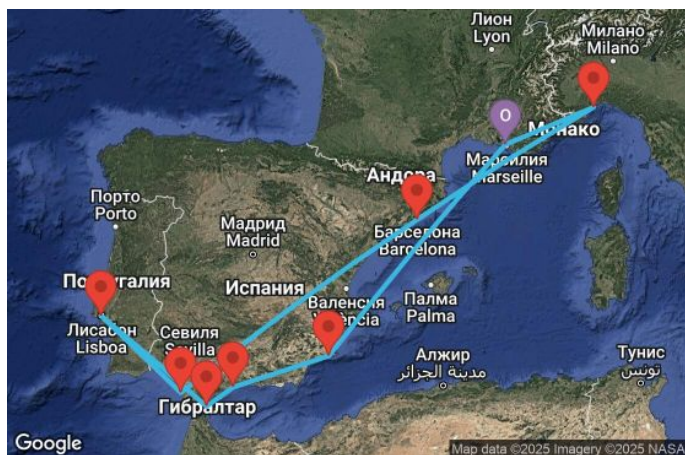 Лион
Lyon
Милано
Milano
O
Монако
Марсилия
Marseille
Андора
Порто
Porto
Барселона
Barcelona
Мадрид
Madrid
Португалия
Испания
Валенсия
València
Палма
Palma
Лисабон
Lisboa
Севиля
Sevilla
Алжир
مدينة الجزائر
Тунис
تونس
Гибралтар
Google
Map data ©2025 Imagery ©2025 NASA